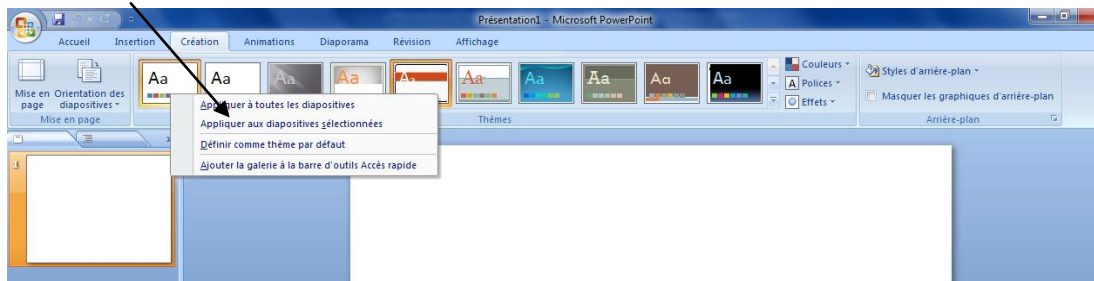 Présentation1 - Microsoft PowerPoint
Accueil Insertion Création Animations Diaporama Révision Affichage
Aa Aa Aa Aa Aa Aa Aa Aa Aa Aa
Mise en page
Orientation des diapositives
Couleurs
Polices
Effets
Styles d'arrière-plan
Masquer les graphiques d'arrière-plan
Mise en page Thèmes Arrière-plan
Appliquer à toutes les diapositives
Appliquer aux diapositives sélectionnées
Définir comme thème par défaut
Ajouter la galerie à la barre d'outils Accès rapide
1